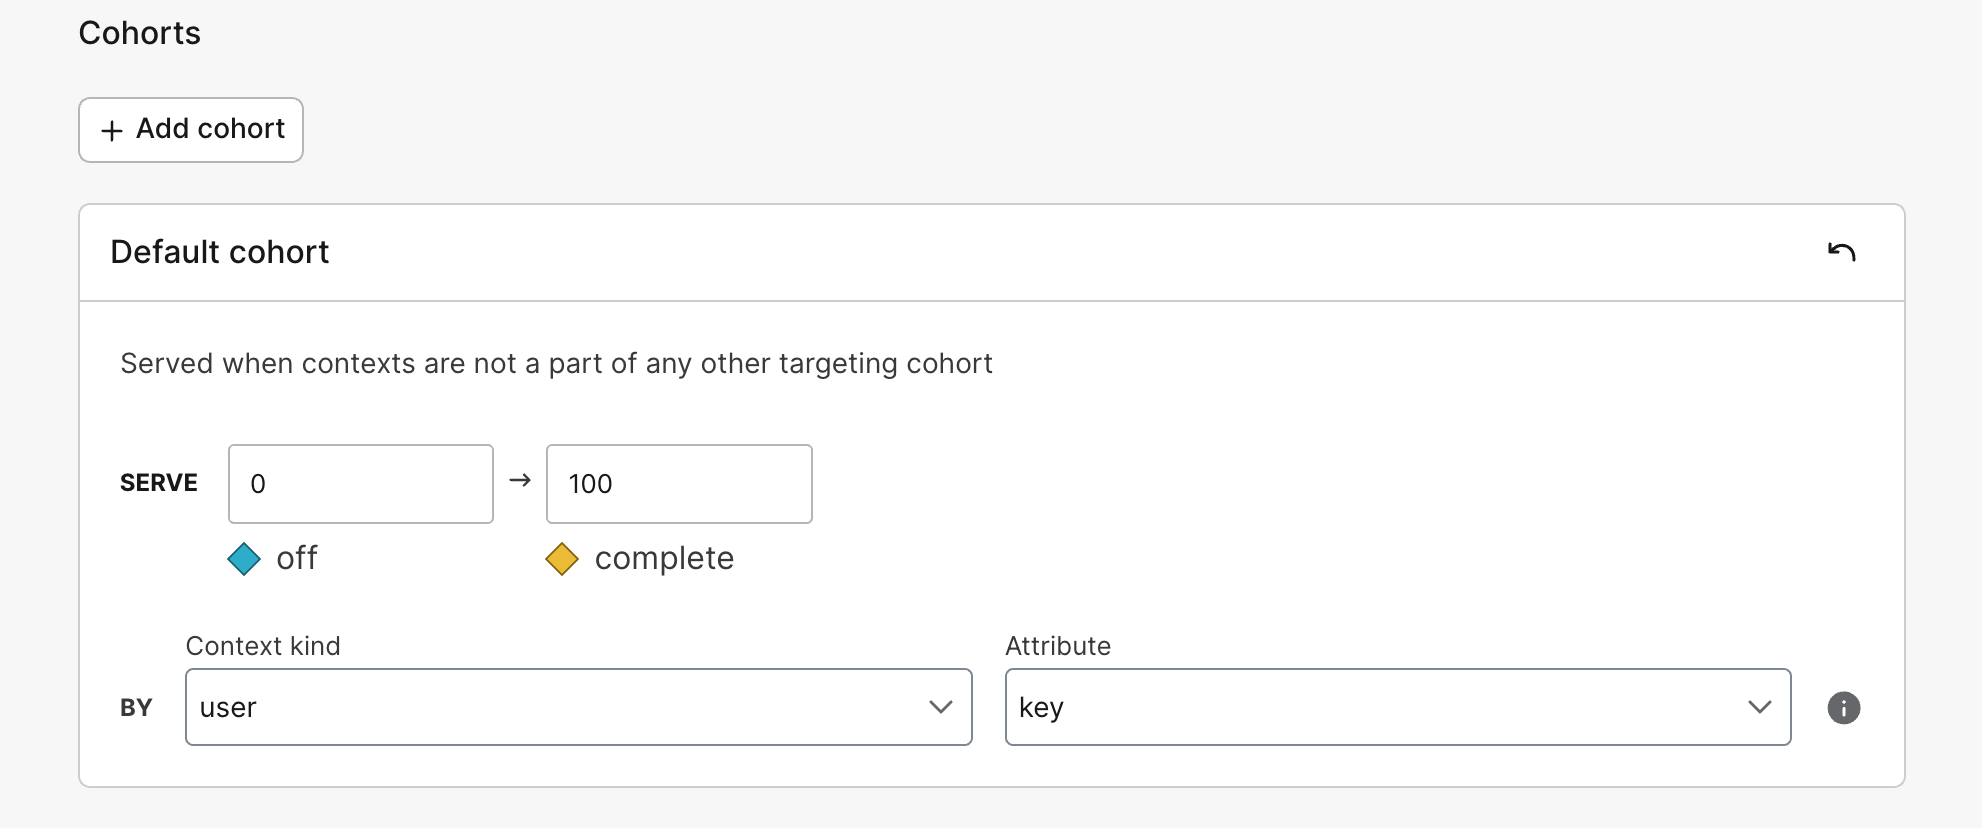 Cohorts
+ Add cohort
Default cohort
Served when contexts are not a part of any other targeting cohort
SERVE 0 → 100
off complete
Context kind Attribute
BY user key